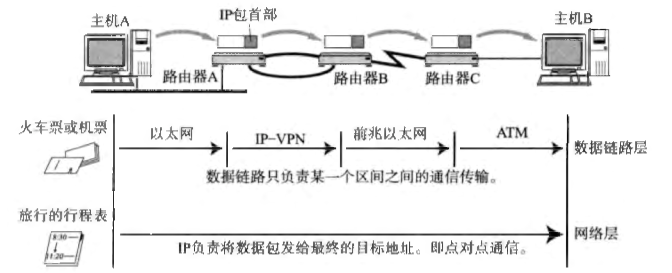 主机A
IP包首部
主机B
路由器A
路由器B
路由器C
火车票或机票
以太网
IP-VPN
前兆以太网
ATM
数据链路层
数据链路只负责某一个区间之间的通信传输。
旅行的行程表
8:30
11:20
网络层
IP负责将数据包发给最终的目标地址。即点对点通信。